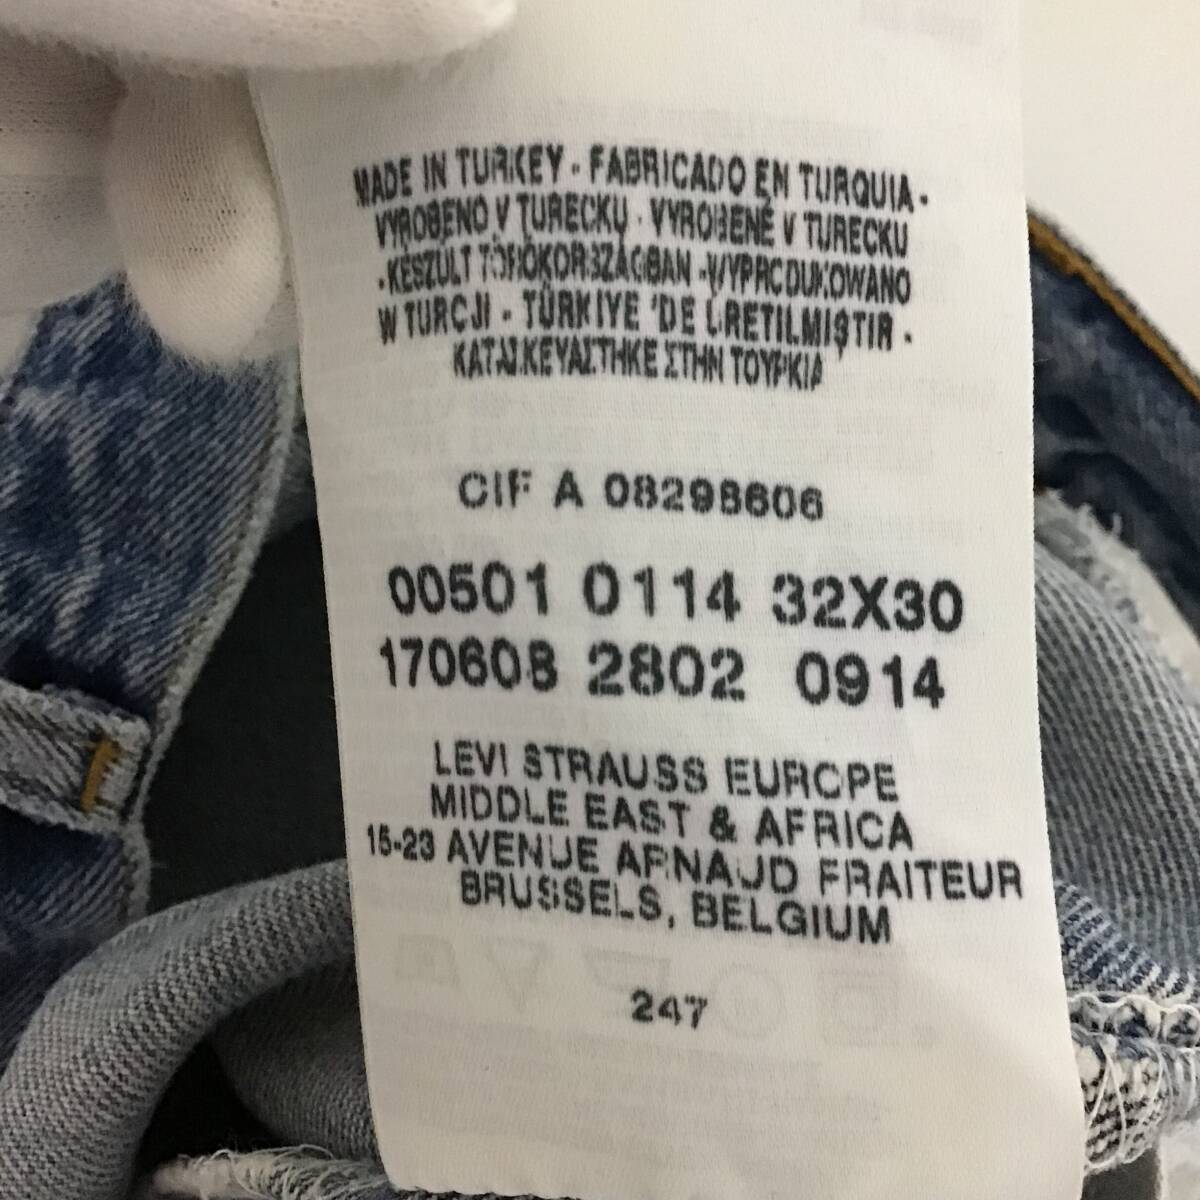 MADE IN TURKEY · FABRICADO EN TURQUIA ·
VYROBENO V TURECKU · VYROBENÉ V TURECKU
· KÉSZÜLT TÖRÖKORSZÁGBAN · WYPRODUKOWANO
W TURCJI · TÜRKIYE 'DE ÜRETILMIŞTIR ·
ΚΑΤΑΣΚΕΥΑΣΤΗΚΕ ΣΤΗΝ ΤΟΥΡΚΙΑ
CIF A 08298606
00501 0114 32X30
170608 2802 0914
LEVI STRAUSS EUROPE
MIDDLE EAST & AFRICA
15-23 AVENUE ARNAUD FRAITEUR
BRUSSELS, BELGIUM
247